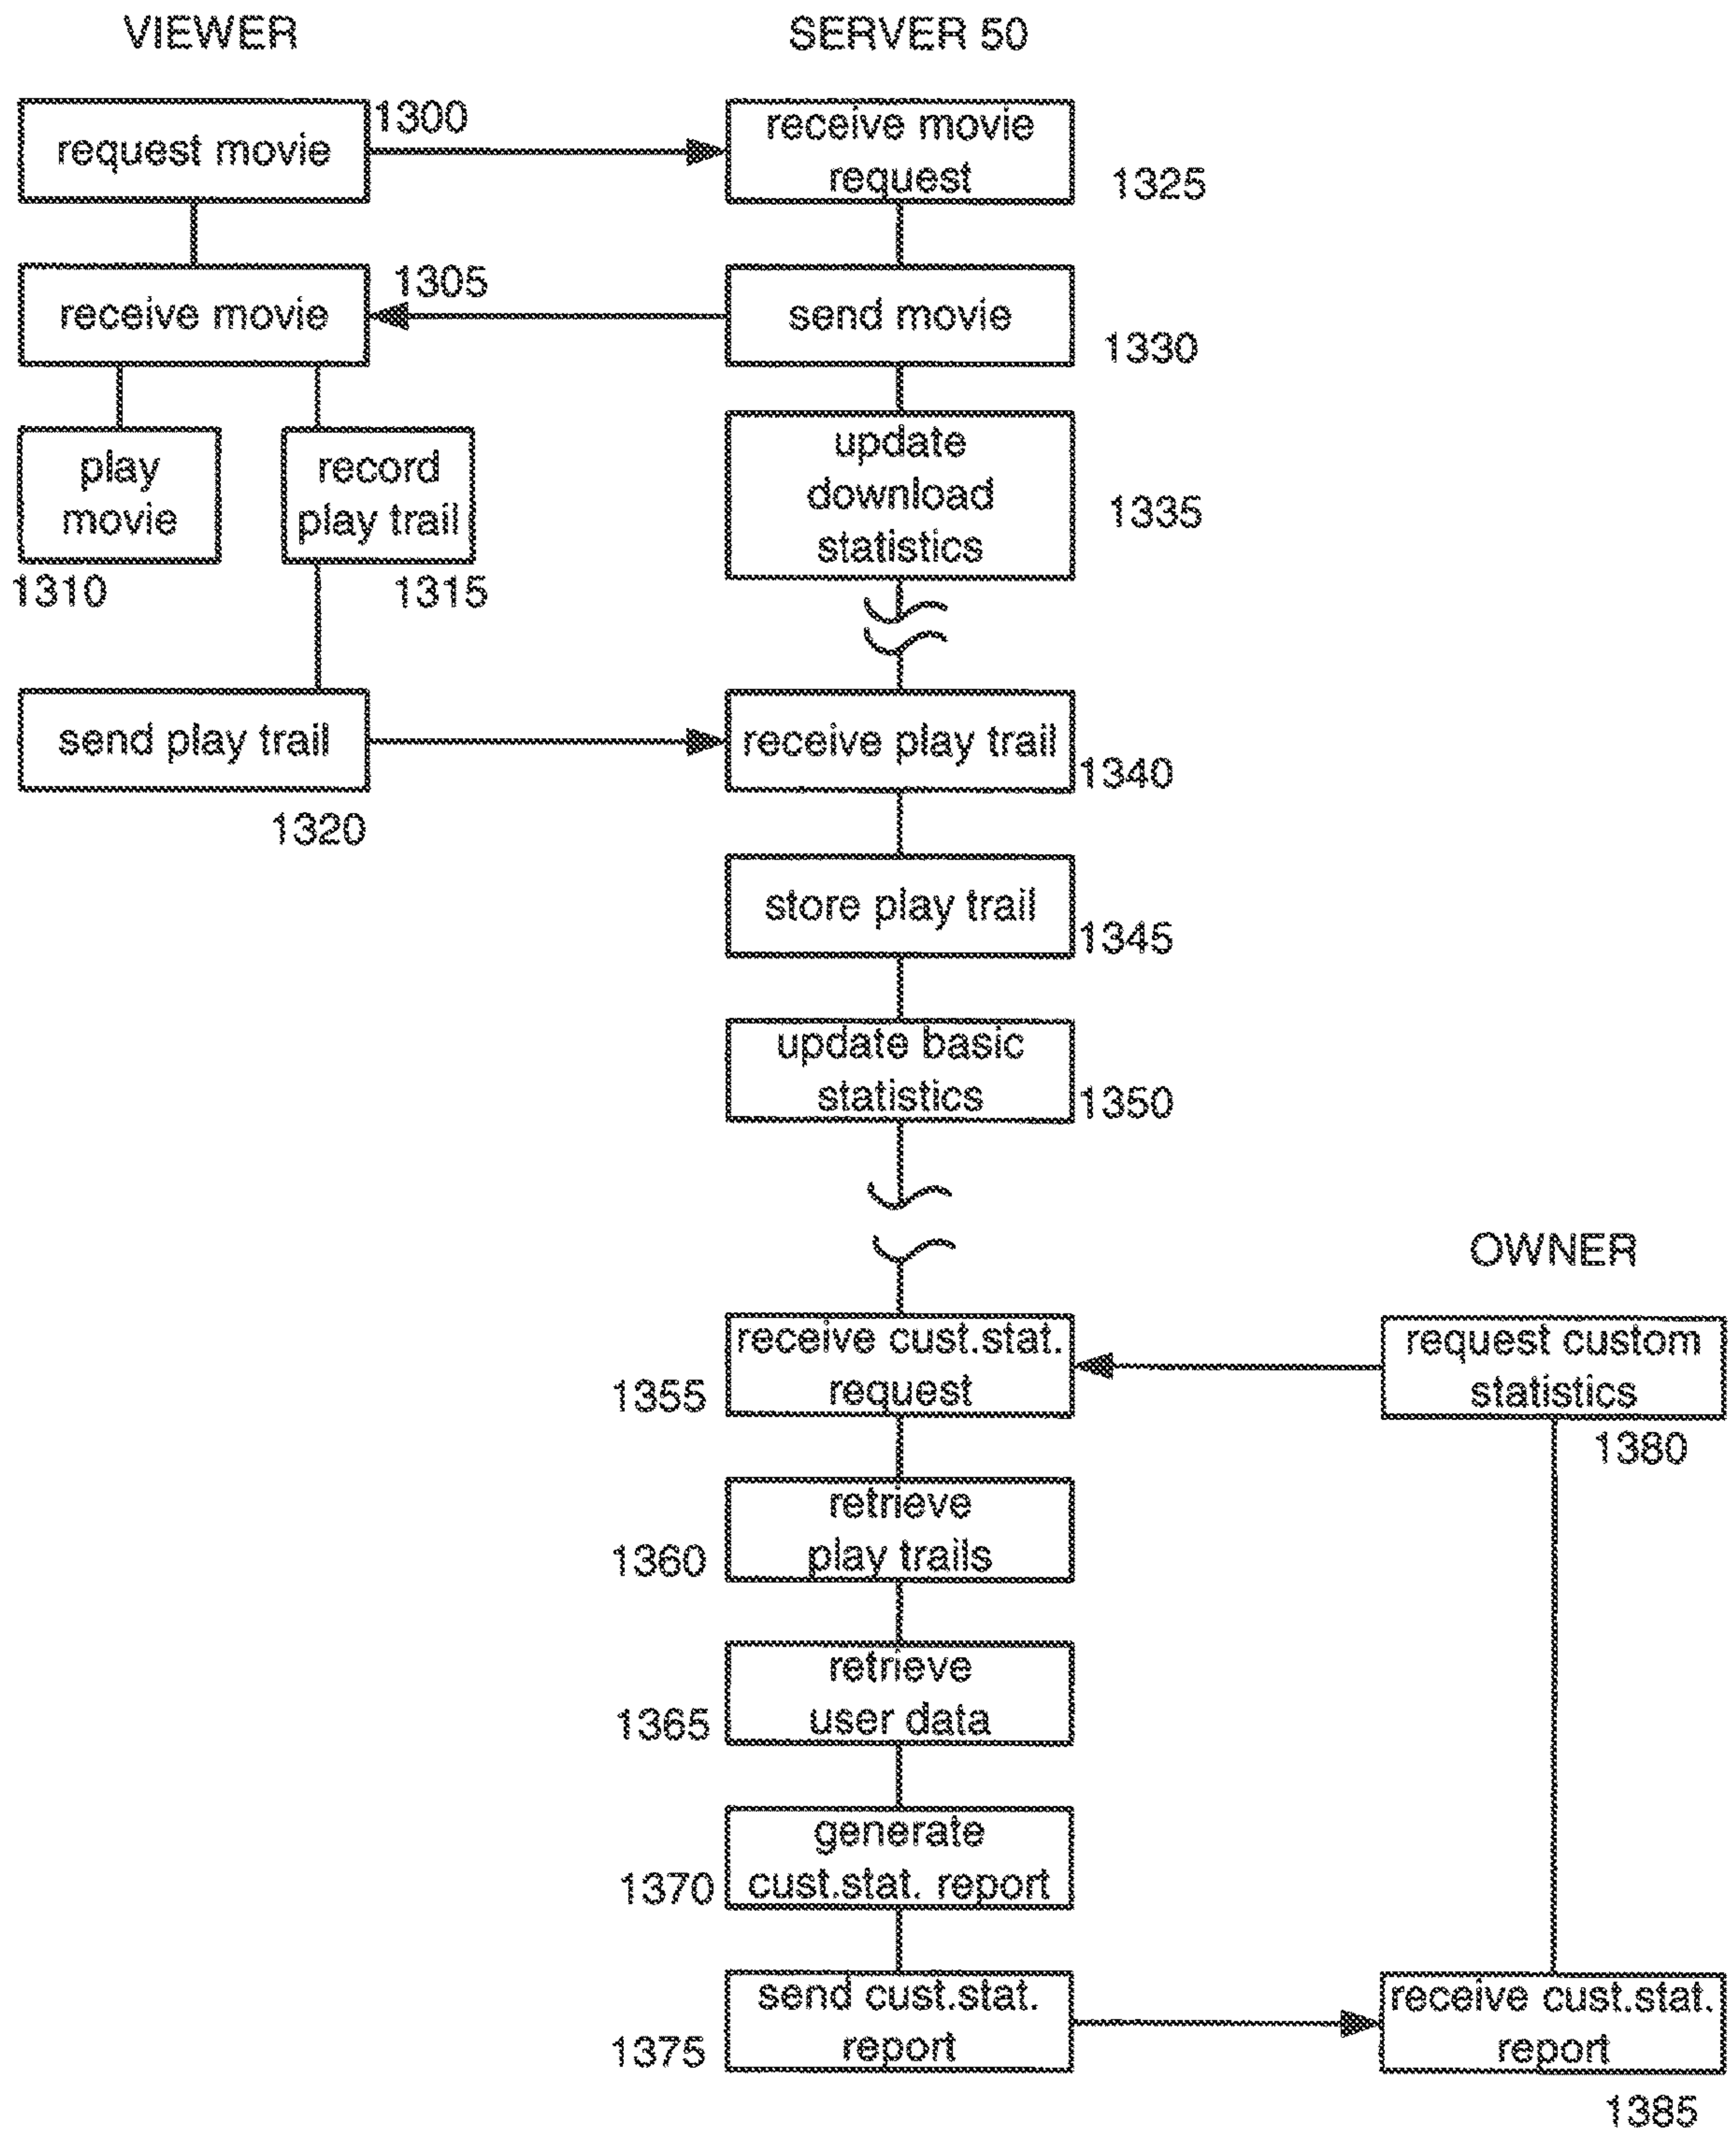 VIEWER
SERVER 50
request movie
1300
receive movie
request
1325
receive movie
1305
send movie
1330
play
movie
1310
record
play trail
1315
update
download
statistics
1335
send play trail
1320
receive play trail
1340
store play trail
1345
update basic
statistics
1350
OWNER
receive cust.stat.
request
1355
request custom
statistics
1380
retrieve
play trails
1360
retrieve
user data
1365
generate
cust.stat. report
1370
send cust.stat.
report
1375
receive cust.stat.
report
1385